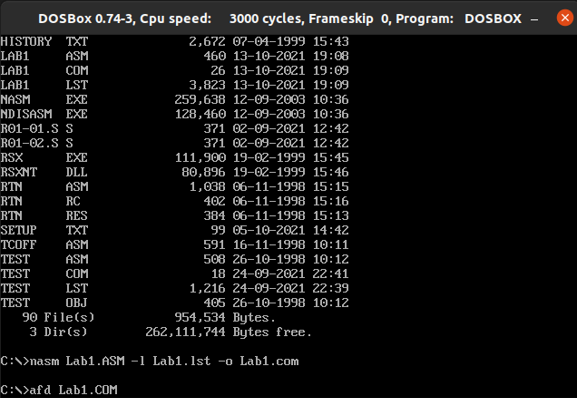 DOSBox 0.74-3, Cpu speed: 3000 cycles, Frameskip 0, Program: DOSBOX
HISTORY TXT 2,672 07-04-1999 15:43
LAB1 ASM 460 13-10-2021 19:08
LAB1 COM 26 13-10-2021 19:09
LAB1 LST 3,823 13-10-2021 19:09
NASM EXE 259,638 12-09-2003 10:36
NDISASM EXE 128,460 12-09-2003 10:36
R01-01.S S 371 02-09-2021 12:42
R01-02.S S 371 02-09-2021 12:42
RSX EXE 111,900 19-02-1999 15:45
RSXNT DLL 80,896 19-02-1999 15:46
RTN ASM 1,038 06-11-1998 15:15
RTN RC 402 06-11-1998 15:16
RTN RES 384 06-11-1998 15:13
SETUP TXT 99 05-10-2021 14:42
TCOFF ASM 591 16-11-1998 10:11
TEST ASM 508 26-10-1998 10:12
TEST COM 18 24-09-2021 22:41
TEST LST 1,216 24-09-2021 22:39
TEST OBJ 405 26-10-1998 10:12
90 File(s) 954,534 Bytes.
3 Dir(s) 262,111,744 Bytes free.
C:\>nasm Lab1.ASM -l Lab1.lst -o Lab1.com
C:\>afd Lab1.COM